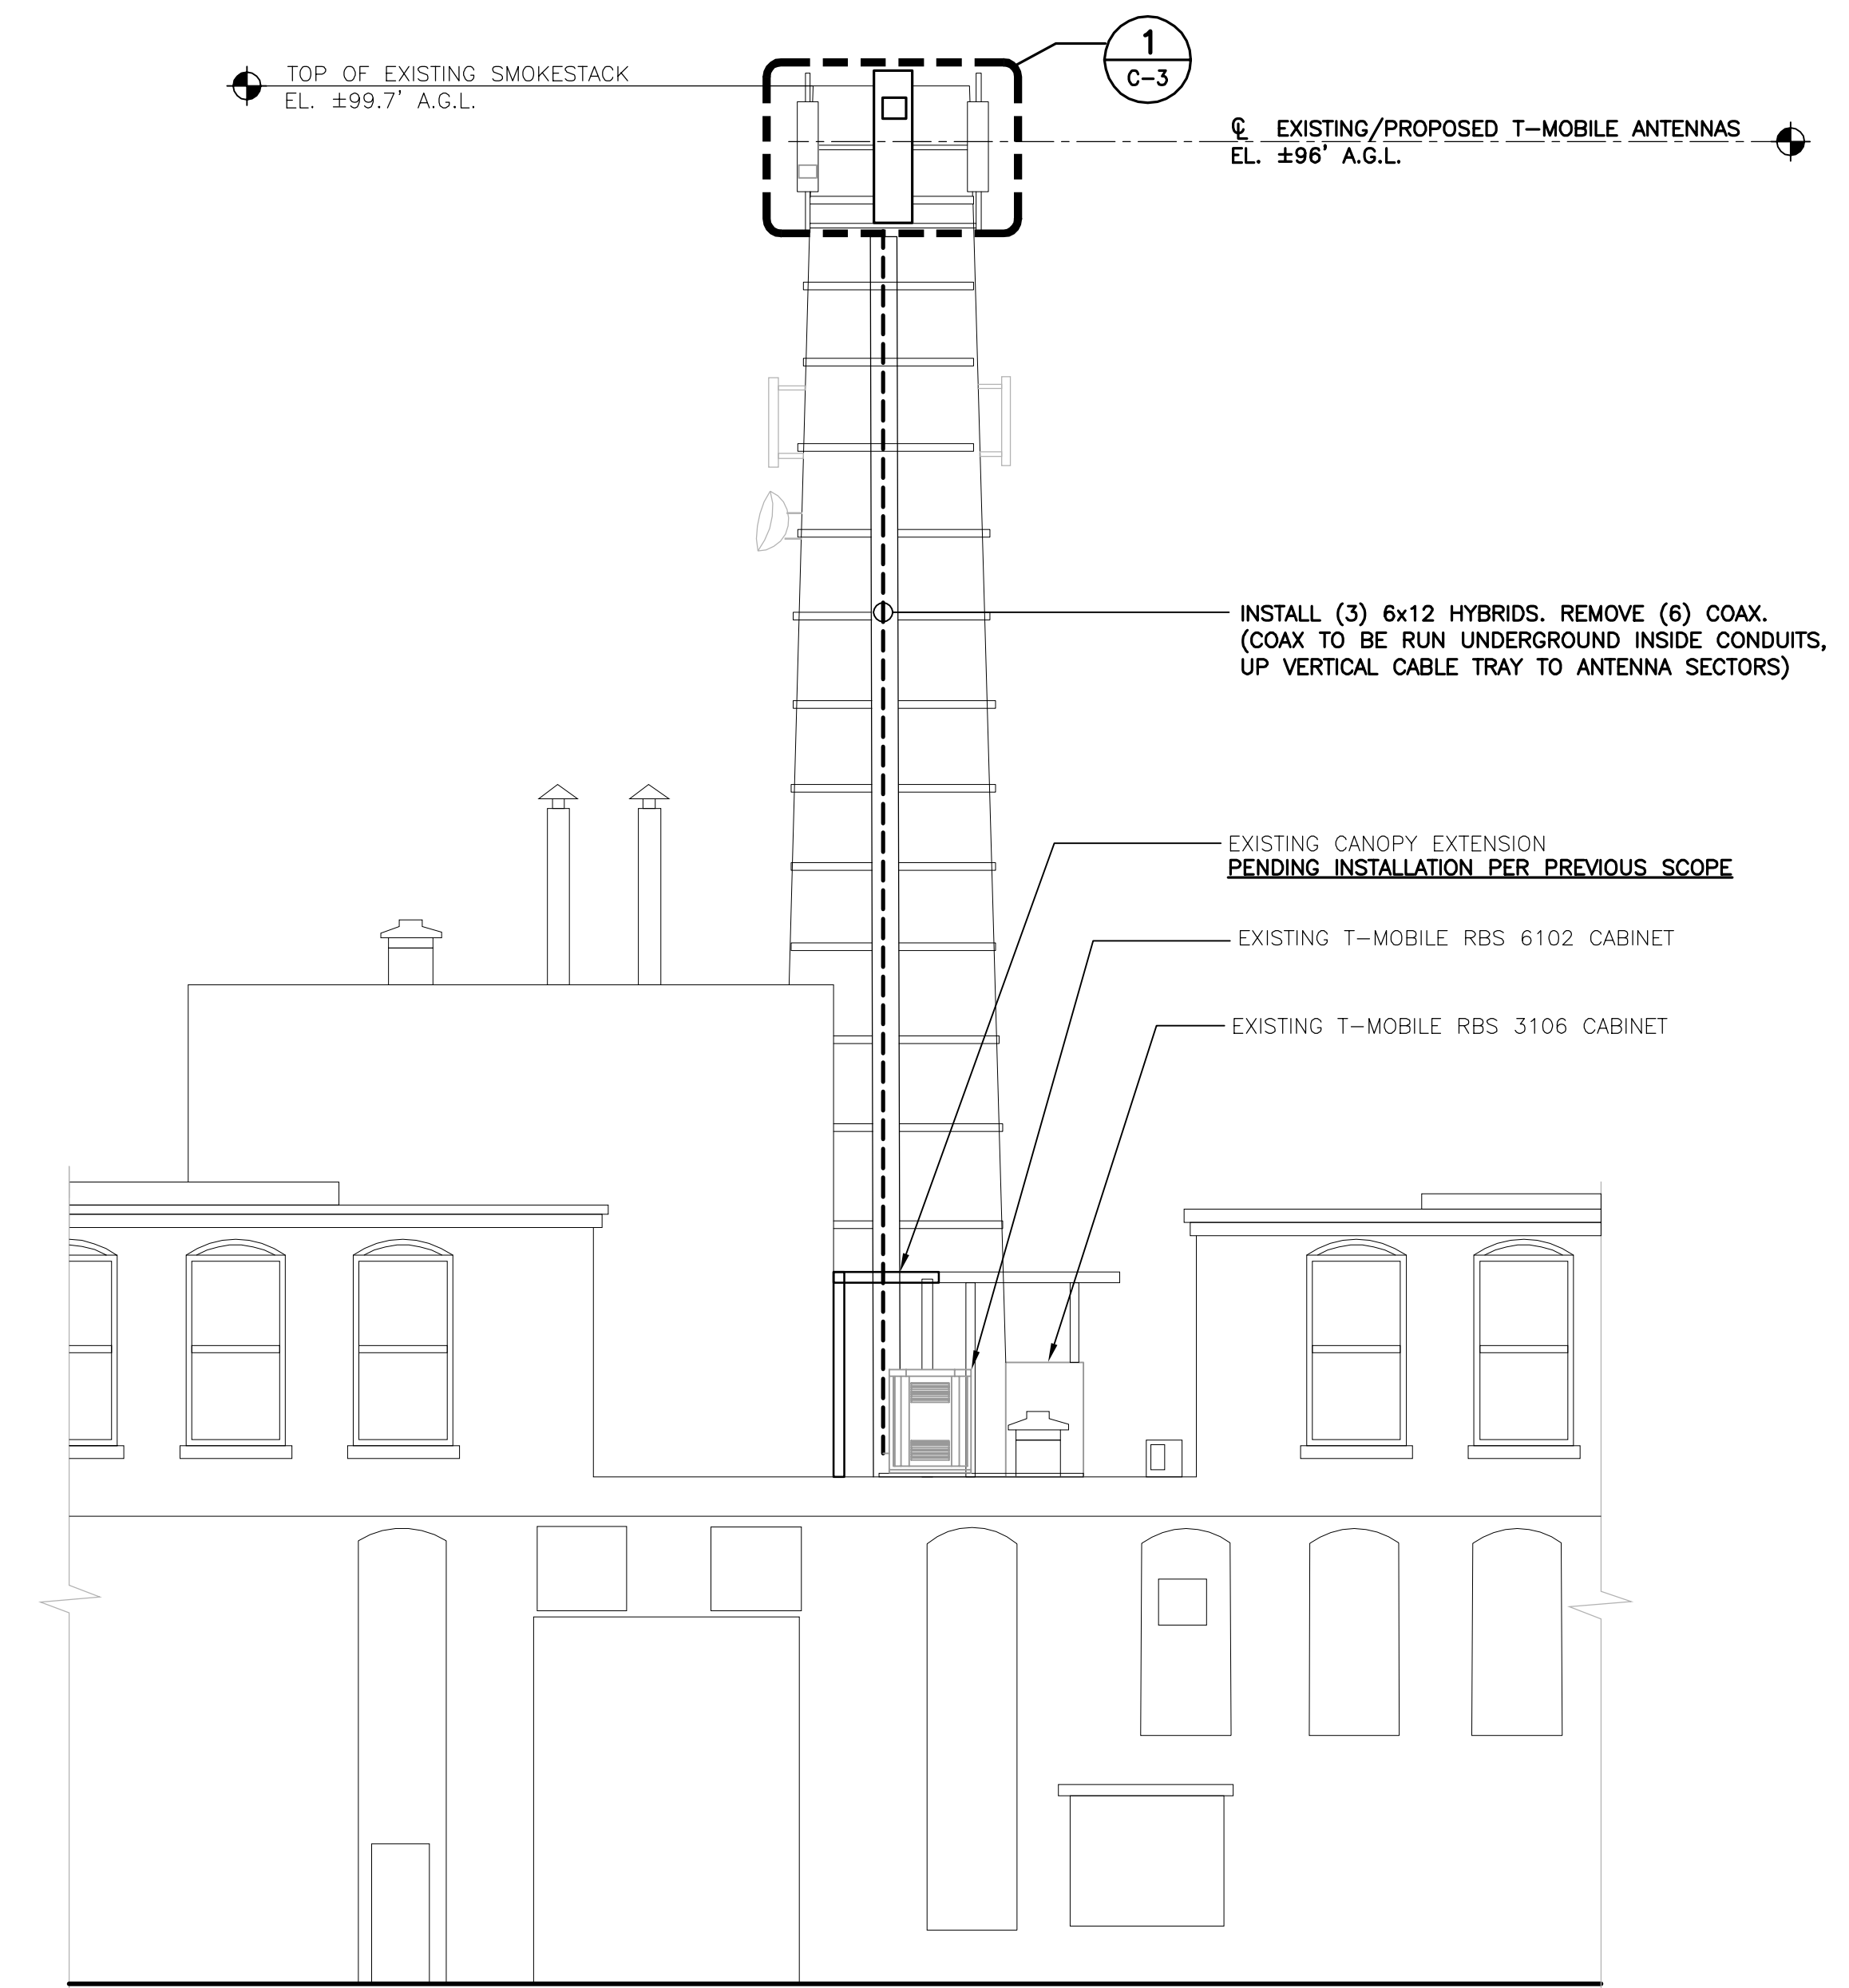 1
C-3
TOP OF EXISTING SMOKESTACK
EL. ±99.7' A.G.L.
℄ EXISTING/PROPOSED T-MOBILE ANTENNAS
EL. ±96' A.G.L.
INSTALL (3) 6x12 HYBRIDS. REMOVE (6) COAX.
(COAX TO BE RUN UNDERGROUND INSIDE CONDUITS,
UP VERTICAL CABLE TRAY TO ANTENNA SECTORS)
EXISTING CANOPY EXTENSION
PENDING INSTALLATION PER PREVIOUS SCOPE
EXISTING T-MOBILE RBS 6102 CABINET
EXISTING T-MOBILE RBS 3106 CABINET